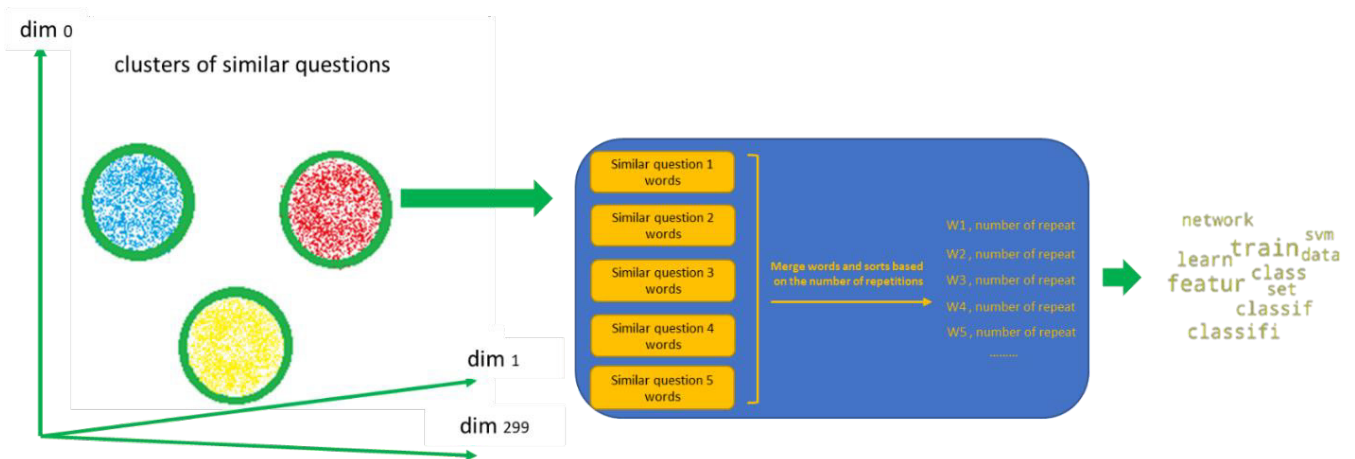 dim 0
clusters of similar questions
dim 1
dim 299
Similar question 1
words
Similar question 2
words
Similar question 3
words
Similar question 4
words
Similar question 5
words
Merge words and sorts based
on the number of repetitions
W1, number of repeat
W2, number of repeat
W3, number of repeat
W4, number of repeat
W5, number of repeat
.........
network
svm
learn train data
featur class
set
classif
classifi